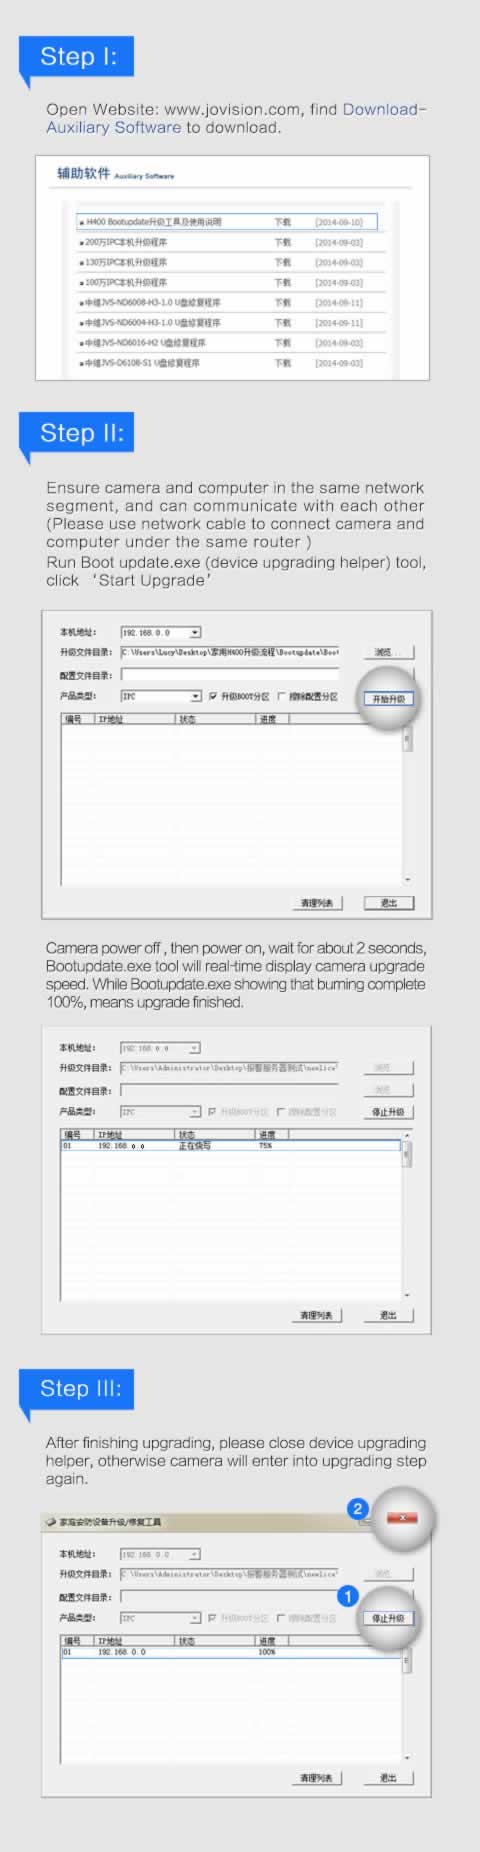 Step I:
Open Website: www.jovision.com, find Download-
Auxiliary Software to download.
辅助软件 Auxiliary Software
H400 Bootupdate升级工具及使用说明 下载 [2014-09-10]
200万IPC本机升级程序 下载 [2014-09-03]
130万IPC本机升级程序 下载 [2014-09-03]
100万IPC本机升级程序 下载 [2014-09-03]
中维JVS-ND6008-H3-1.0 U盘修复程序 下载 [2014-09-11]
中维JVS-ND6004-H3-1.0 U盘修复程序 下载 [2014-09-11]
中维JVS-ND6016-H2 U盘修复程序 下载 [2014-09-03]
中维JVS-D6108-S1 U盘修复程序 下载 [2014-09-03]
Step II:
Ensure camera and computer in the same network
segment, and can communicate with each other
(Please use network cable to connect camera and
computer under the same router )
Run Boot update.exe (device upgrading helper) tool,
click ‘Start Upgrade’
本机地址: 192.168.0.0
升级文件目录: C:\Users\Lucy\Desktop\家用H400升级流程\Bootupdate\Boot 浏览...
配置文件目录:
产品类型: IPC 升级BOOT分区 擦除配置分区 开始升级
编号 IP地址 状态 进度
清理列表 退出
Camera power off , then power on, wait for about 2 seconds,
Bootupdate.exe tool will real-time display camera upgrade
speed. While Bootupdate.exe showing that burning complete
100%, means upgrade finished.
本机地址: 192.168.0.0
升级文件目录: C:\Users\Administrator\Desktop\报警服务器测试\newlice 浏览
配置文件目录: 浏览
产品类型: IPC 升级BOOT分区 擦除配置分区 停止升级
编号 IP地址 状态 进度
01 192.168.0.0 正在烧写 75%
清理列表 退出
Step III:
After finishing upgrading, please close device upgrading
helper, otherwise camera will enter into upgrading step
again.
2
家庭安防设备升级/修复工具 x
本机地址: 192.168.0.0
升级文件目录: C:\Users\Administrator\Desktop\报警服务器测试\newlice 浏览
配置文件目录: 1
产品类型: IPC 升级BOOT分区 擦除配置分区 停止升级
编号 IP地址 状态 进度
01 192.168.0.0 100%
清理列表 退出